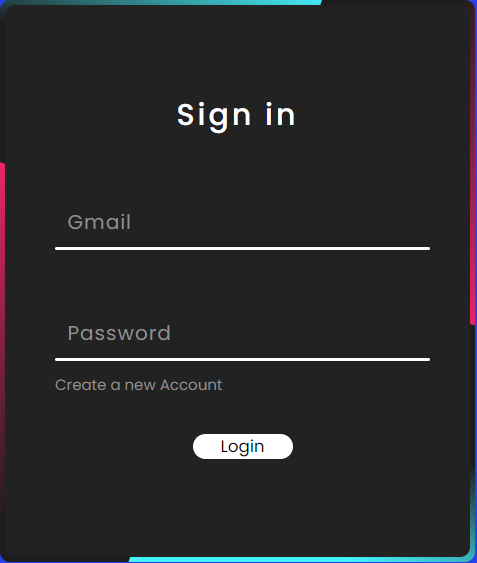 Sign in
Gmail
Password
Create a new Account
Login